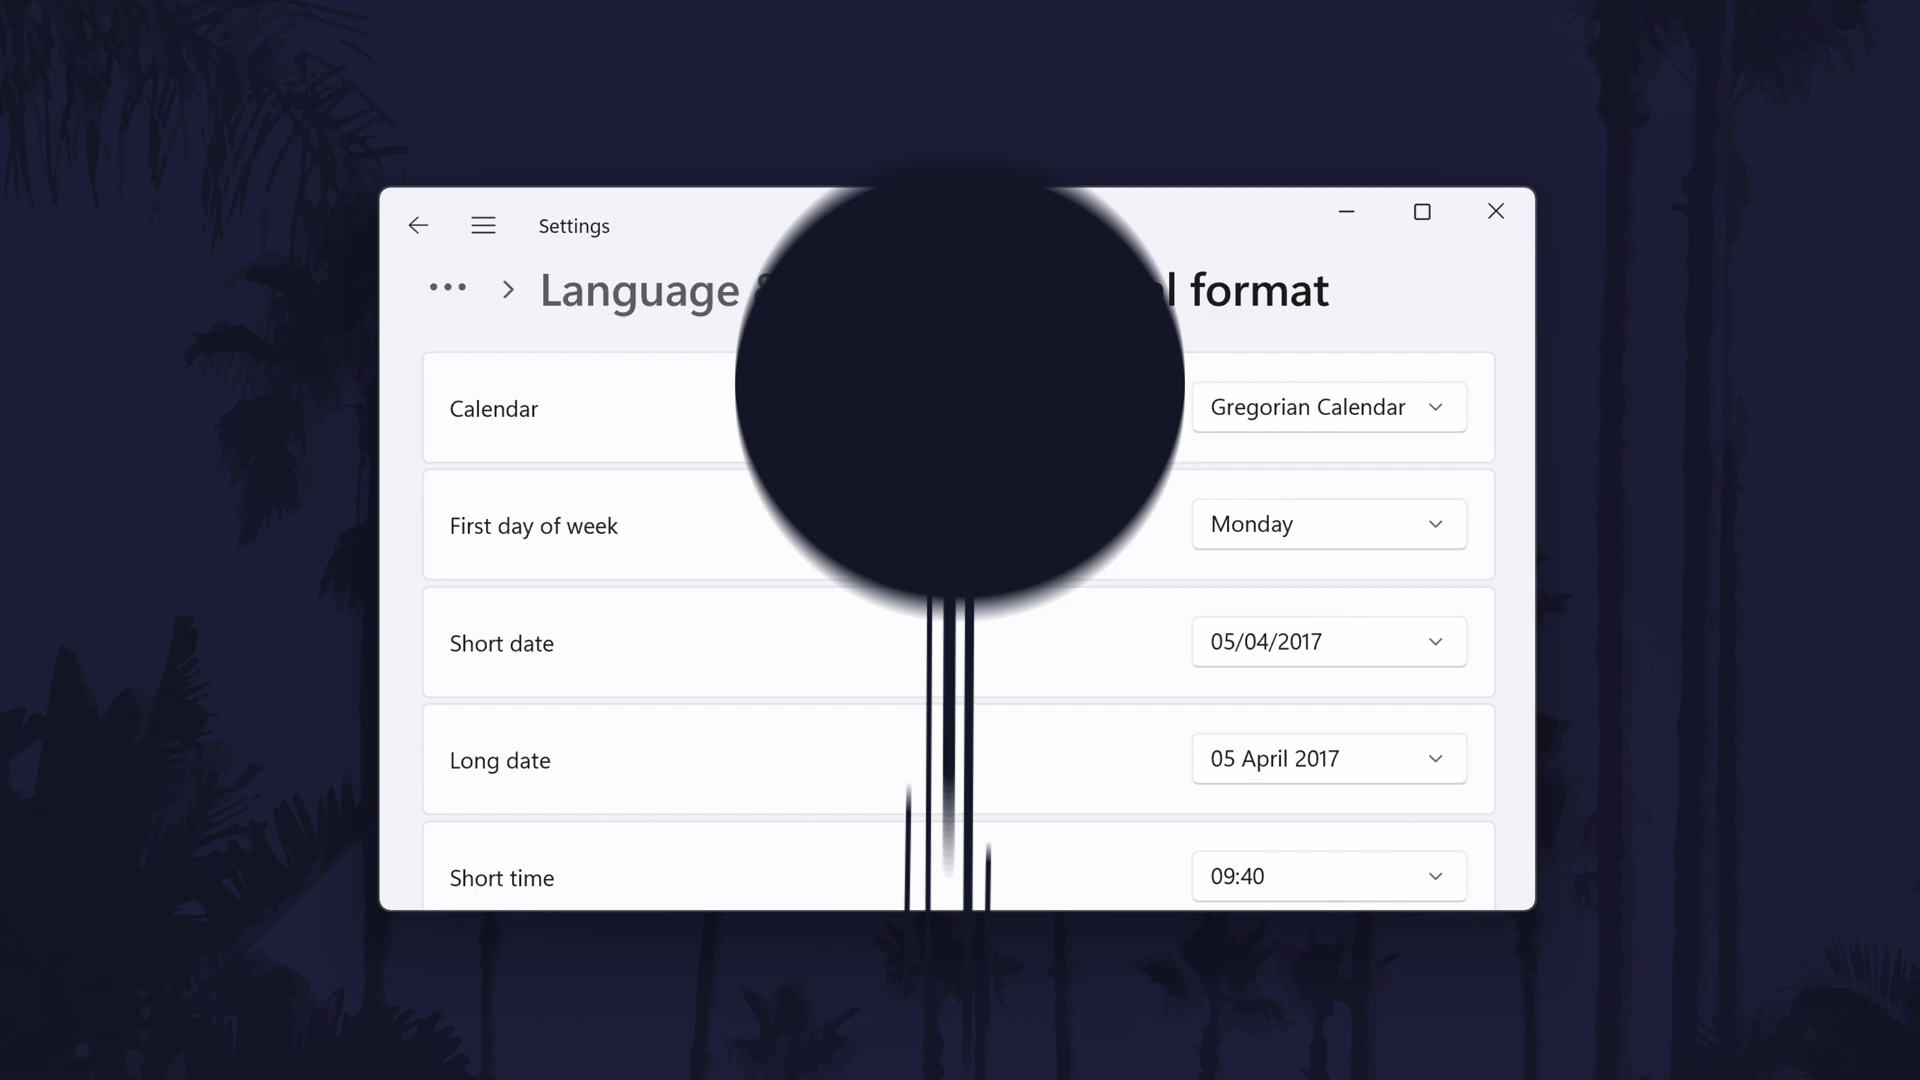 Settings
Language
format
Calendar
Gregorian Calendar
First day of week
Monday
Short date
05/04/2017
Long date
05 April 2017
Short time
09:40